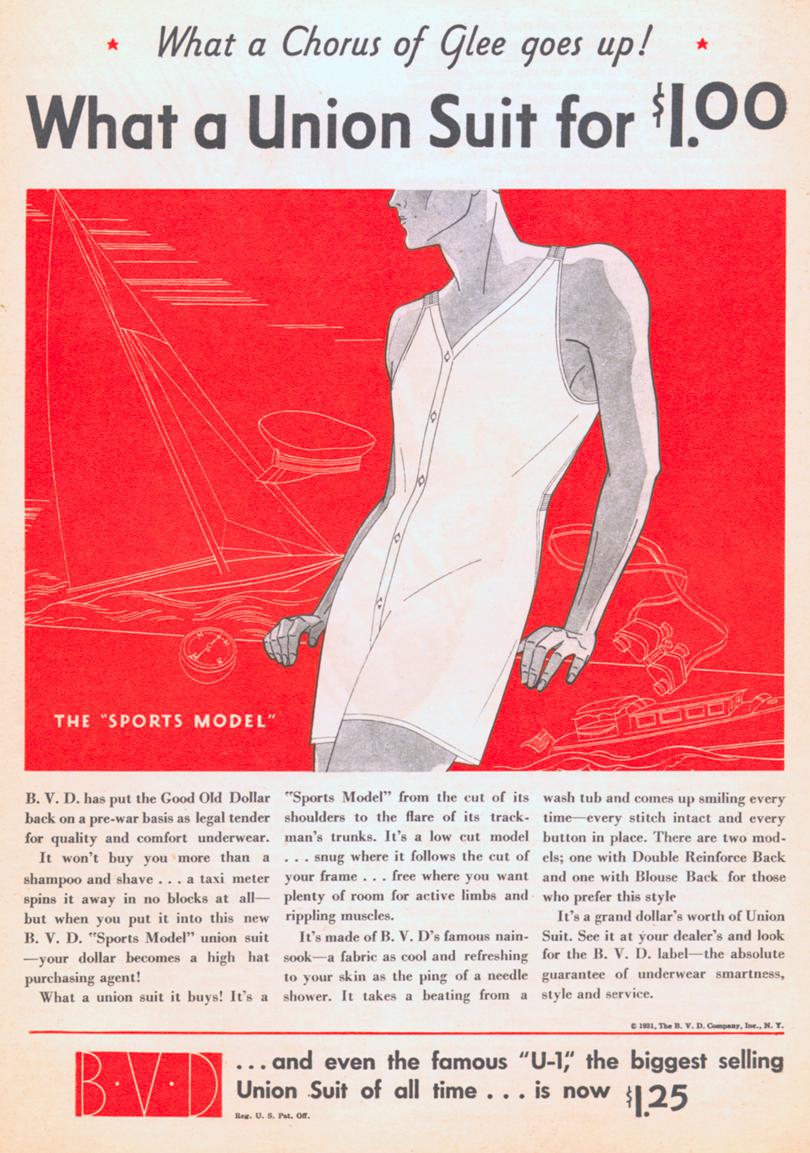 ★ What a Chorus of Glee goes up! ★
What a Union Suit for $1.00
N
E
S
W
THE "SPORTS MODEL"
B. V. D. has put the Good Old Dollar
back on a pre-war basis as legal tender
for quality and comfort underwear.
It won't buy you more than a
shampoo and shave . . . a taxi meter
spins it away in no blocks at all—
but when you put it into this new
B. V. D. "Sports Model" union suit
—your dollar becomes a high hat
purchasing agent!
What a union suit it buys! It's a
"Sports Model" from the cut of its
shoulders to the flare of its track-
man's trunks. It's a low cut model
. . . snug where it follows the cut of
your frame . . . free where you want
plenty of room for active limbs and
rippling muscles.
It's made of B. V. D's famous nain-
sook—a fabric as cool and refreshing
to your skin as the ping of a needle
shower. It takes a beating from a
wash tub and comes up smiling every
time—every stitch intact and every
button in place. There are two mod-
els; one with Double Reinforce Back
and one with Blouse Back for those
who prefer this style
It's a grand dollar's worth of Union
Suit. See it at your dealer's and look
for the B. V. D. label—the absolute
guarantee of underwear smartness,
style and service.
© 1931, The B. V. D. Company, Inc., N. Y.
B·V·D
. . . and even the famous "U-1," the biggest selling
Union Suit of all time . . . is now $1.25
Reg. U. S. Pat. Off.